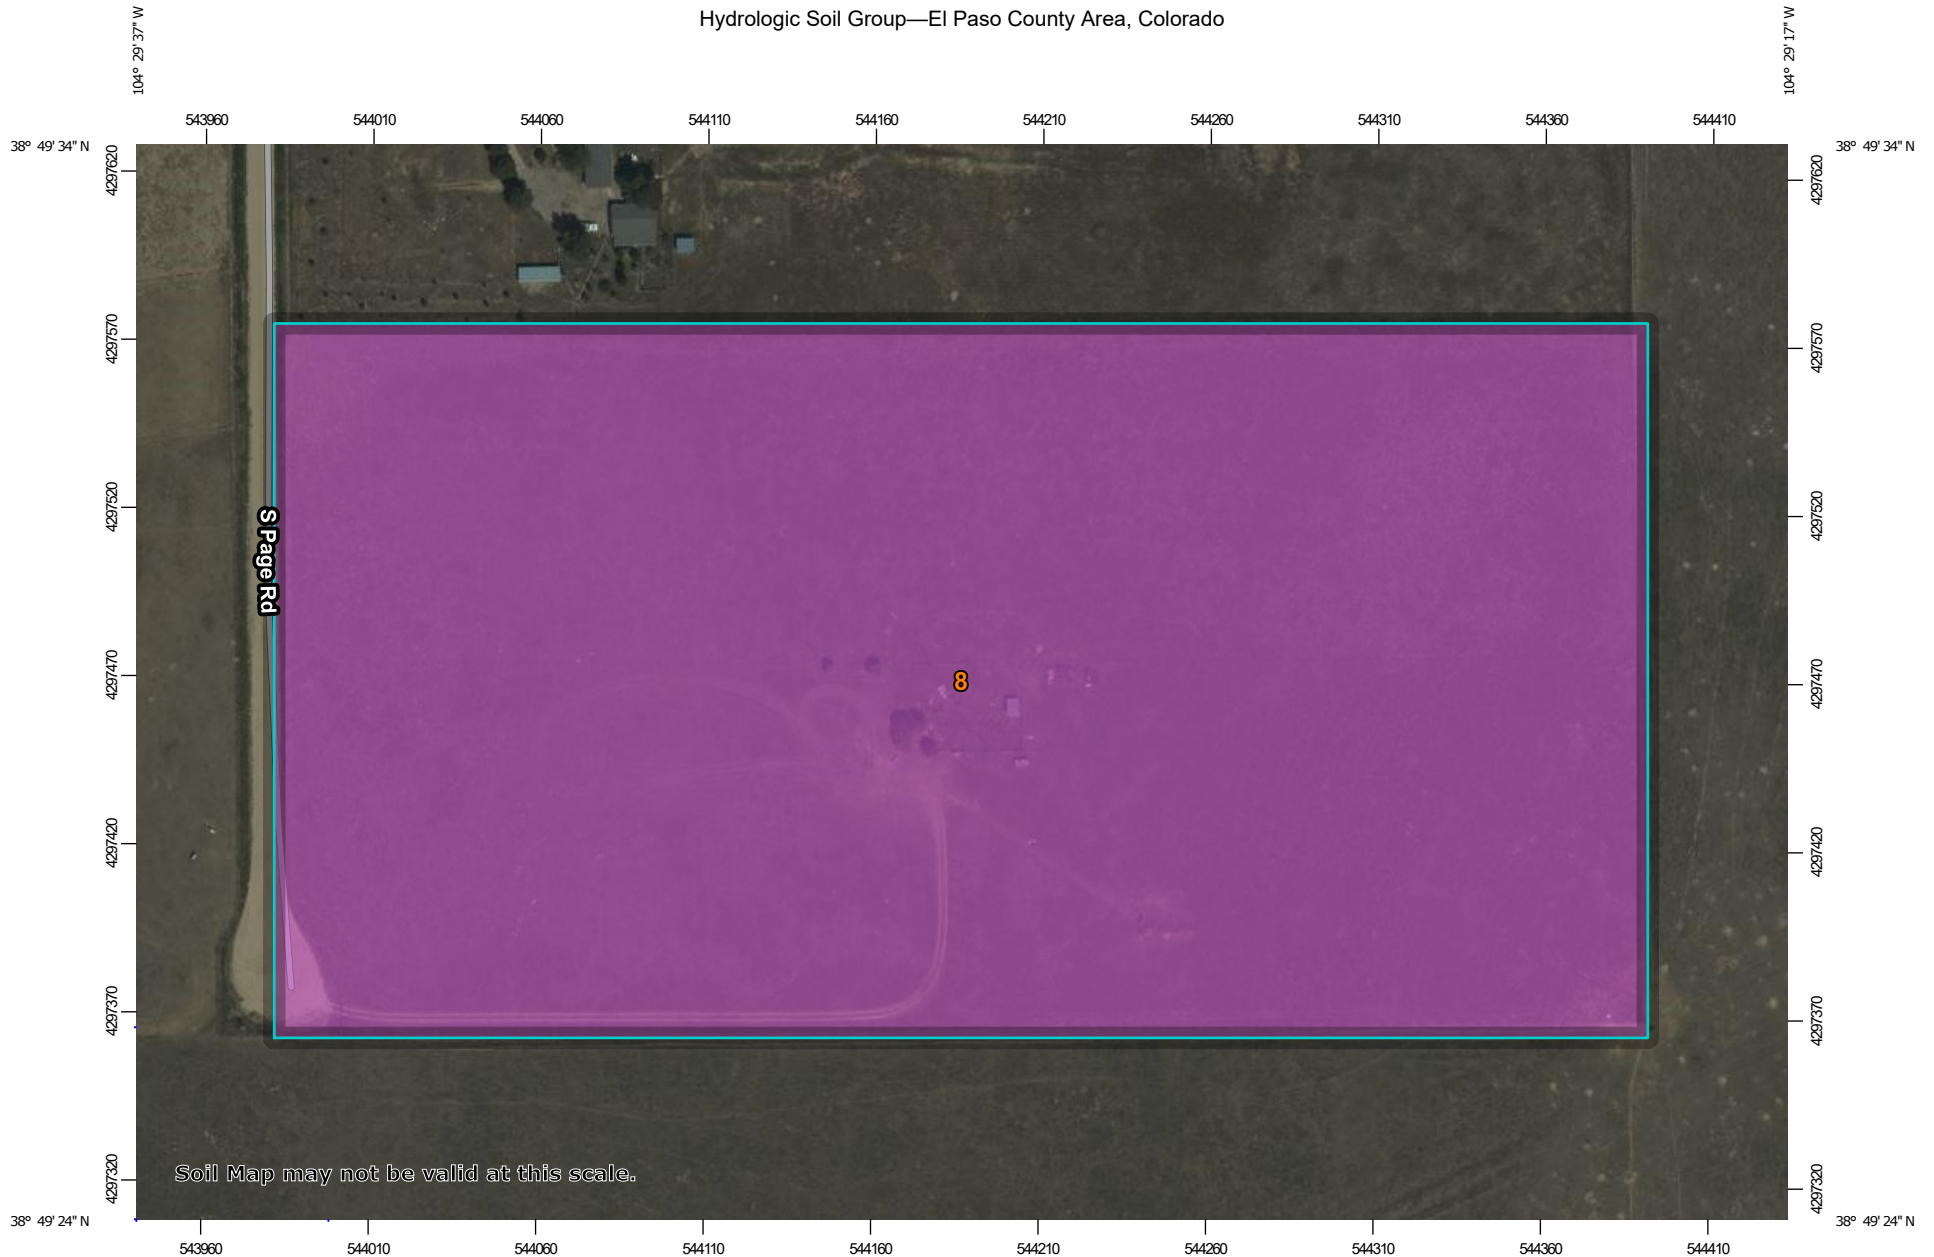 Hydrologic Soil Group—El Paso County Area, Colorado
104° 29' 37" W
104° 29' 17" W
543960 544010 544060 544110 544160 544210 544260 544310 544360 544410
38° 49' 34" N
38° 49' 34" N
4297620
4297620
4297570
4297570
4297520
4297520
S Page Rd
4297470
8
4297470
4297420
4297420
4297370
4297370
Soil Map may not be valid at this scale.
4297320
4297320
38° 49' 24" N
38° 49' 24" N
543960 544010 544060 544110 544160 544210 544260 544310 544360 544410